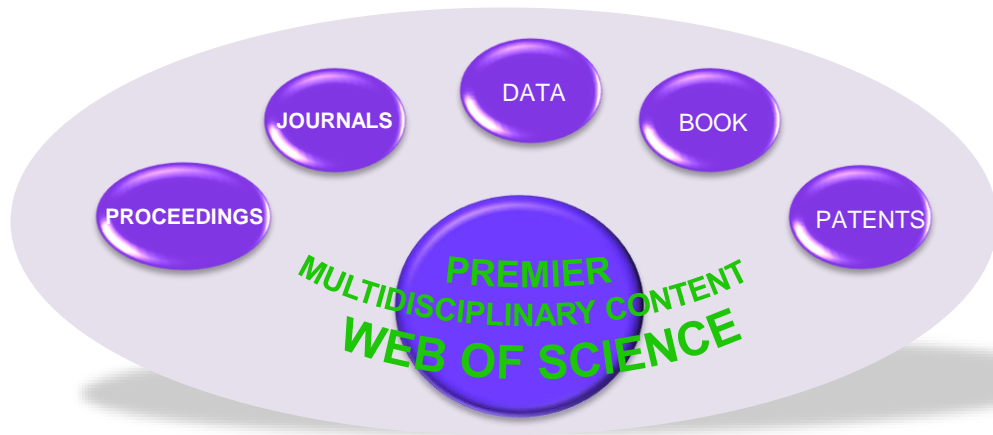 DATA
JOURNALS
BOOK
PROCEEDINGS
PATENTS
PREMIER
MULTIDISCIPLINARY CONTENT
WEB OF SCIENCE